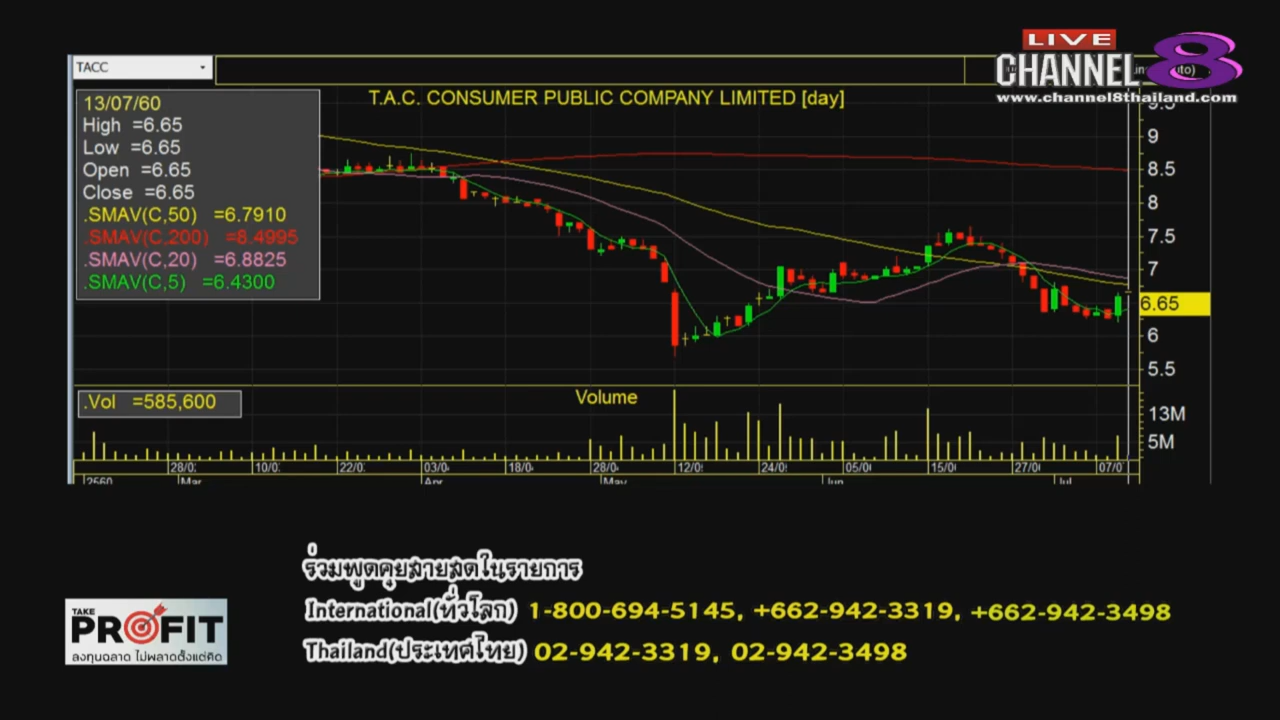 LIVE
CHANNEL 8
www.channel8thailand.com
TACC
T.A.C. CONSUMER PUBLIC COMPANY LIMITED [day]
13/07/60
High =6.65
Low =6.65
Open =6.65
Close =6.65
.SMAV(C,50) =6.7910
.SMAV(C,200) =8.4995
.SMAV(C,20) =6.8825
.SMAV(C,5) =6.4300
9.5
9
8.5
8
7.5
7
6.65
6
5.5
.Vol =585,600
Volume
13M
5M
28/0 10/0 22/0 03/0 18/0 28/0 12/0 24/0 05/0 15/0 27/0 07/0
2560 Mar Apr May Jun Jul
ร่วมพูดคุยสายสดในรายการ
International(ทั่วโลก) 1-800-694-5145, +662-942-3319, +662-942-3498
Thailand(ประเทศไทย) 02-942-3319, 02-942-3498
TAKE
PROFIT
ลงทุนฉลาด ไม่พลาดตั้งแต่คิด